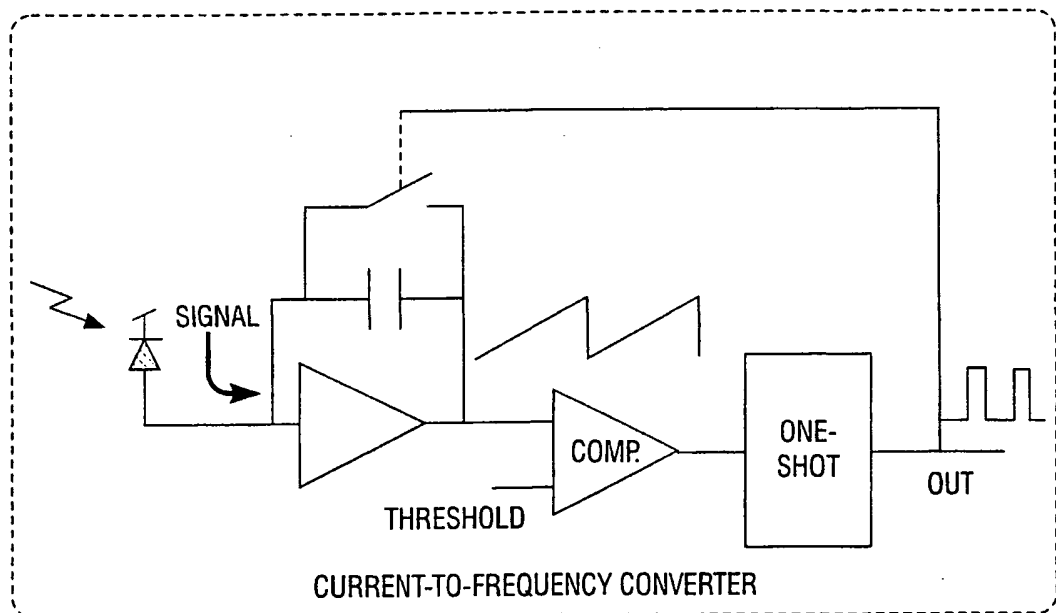 SIGNAL
COMP.
ONE-
SHOT
OUT
THRESHOLD
CURRENT-TO-FREQUENCY CONVERTER